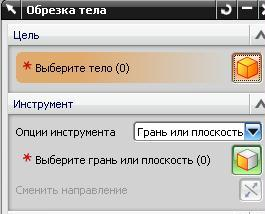 Обрезка тела
Цель
* Выберите тело (0)
Инструмент
Опции инструмента Грань или плоскость
* Выберите грань или плоскость (0)
Сменить направление